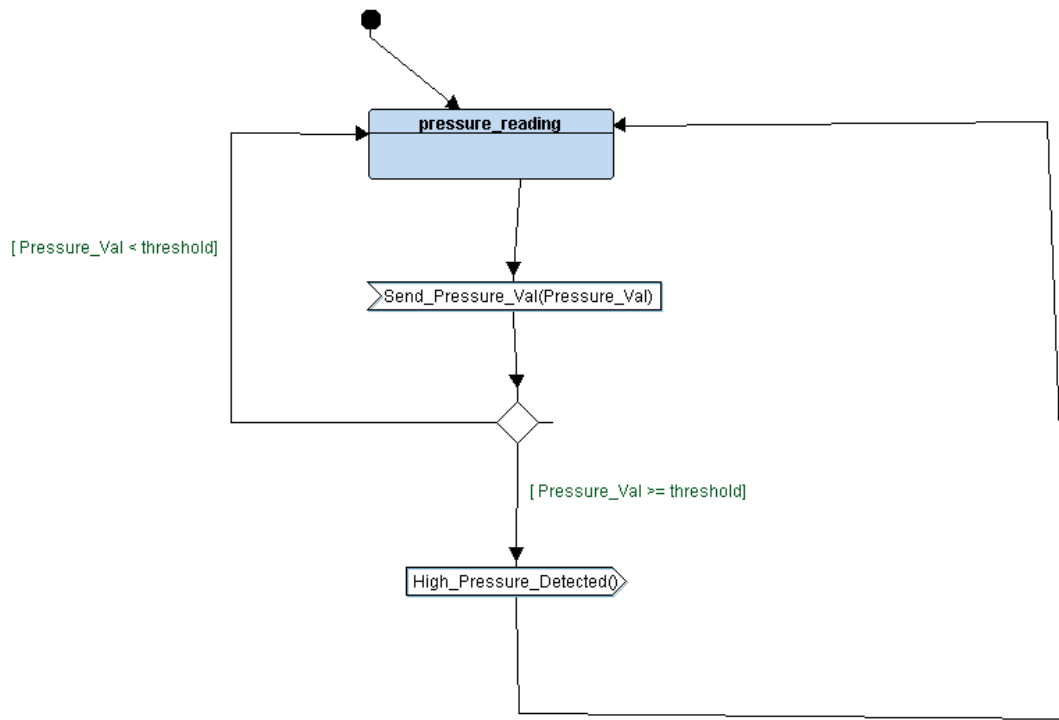 pressure_reading
[ Pressure_Val < threshold]
Send_Pressure_Val(Pressure_Val)
[ Pressure_Val >= threshold]
High_Pressure_Detected()